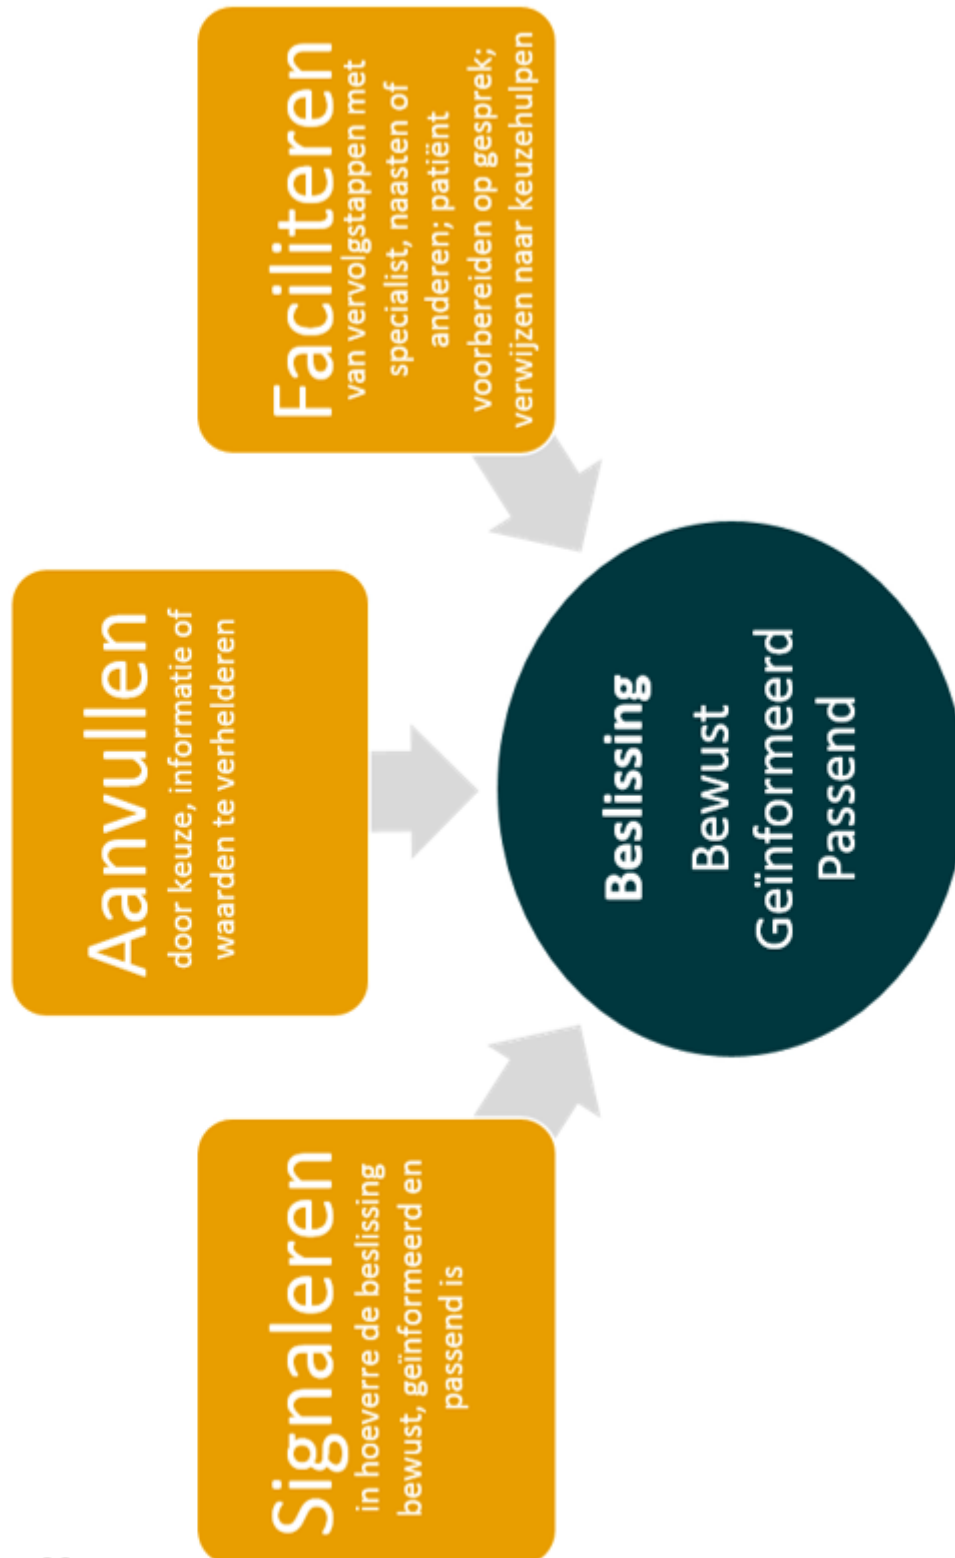 Signaleren
in hoeverre de beslissing
bewust, geïnformeerd en
passend is
Aanvullen
door keuze, informatie of
waarden te verhelderen
Faciliteren
van vervolgstappen met
specialist, naasten of
anderen; patiënt
voorbereiden op gesprek;
verwijzen naar keuzehulpen
Beslissing
Bewust
Geïnformeerd
Passend